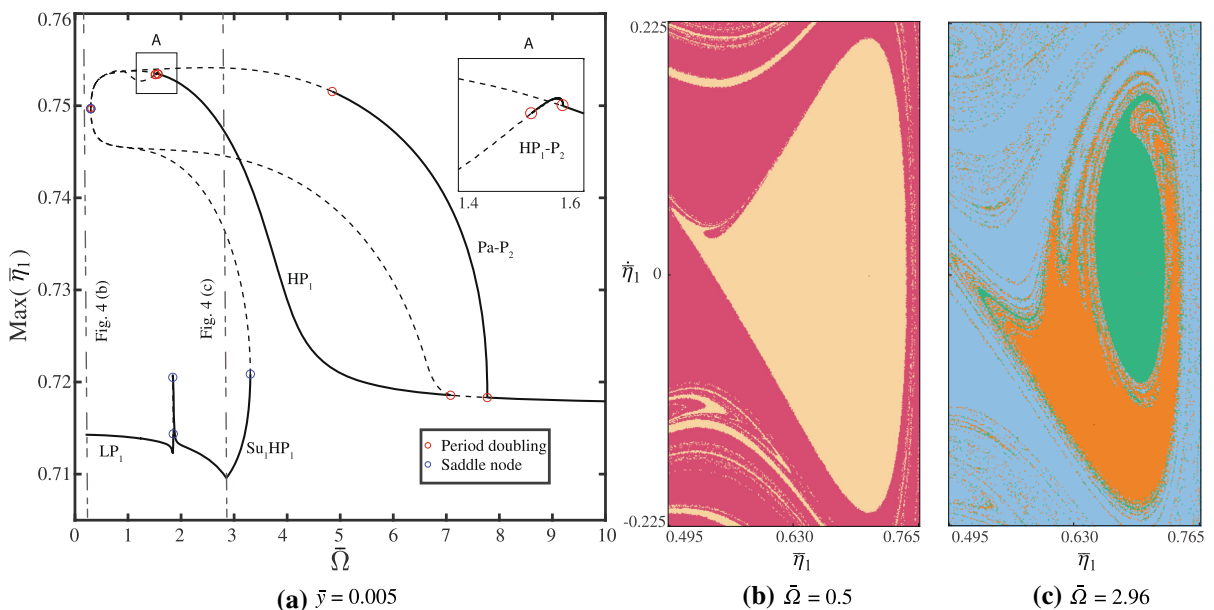 0.76
0.75
0.74
0.73
0.72
0.71
Max( η̅₁)
0 1 2 3 4 5 6 7 8 9 10
Ω̄
A
A
HP₁-P₂
1.4 1.6
Fig. 4 (b)
Fig. 4 (c)
HP₁
Pa-P₂
LP₁
Su₁HP₁
Period doubling
Saddle node
(a) ȳ = 0.005
0.225
η̅̇₁ 0
-0.225
0.495 0.630 0.765
η̅₁
(b) Ω̄ = 0.5
0.495 0.630 0.765
η̅₁
(c) Ω̄ = 2.96